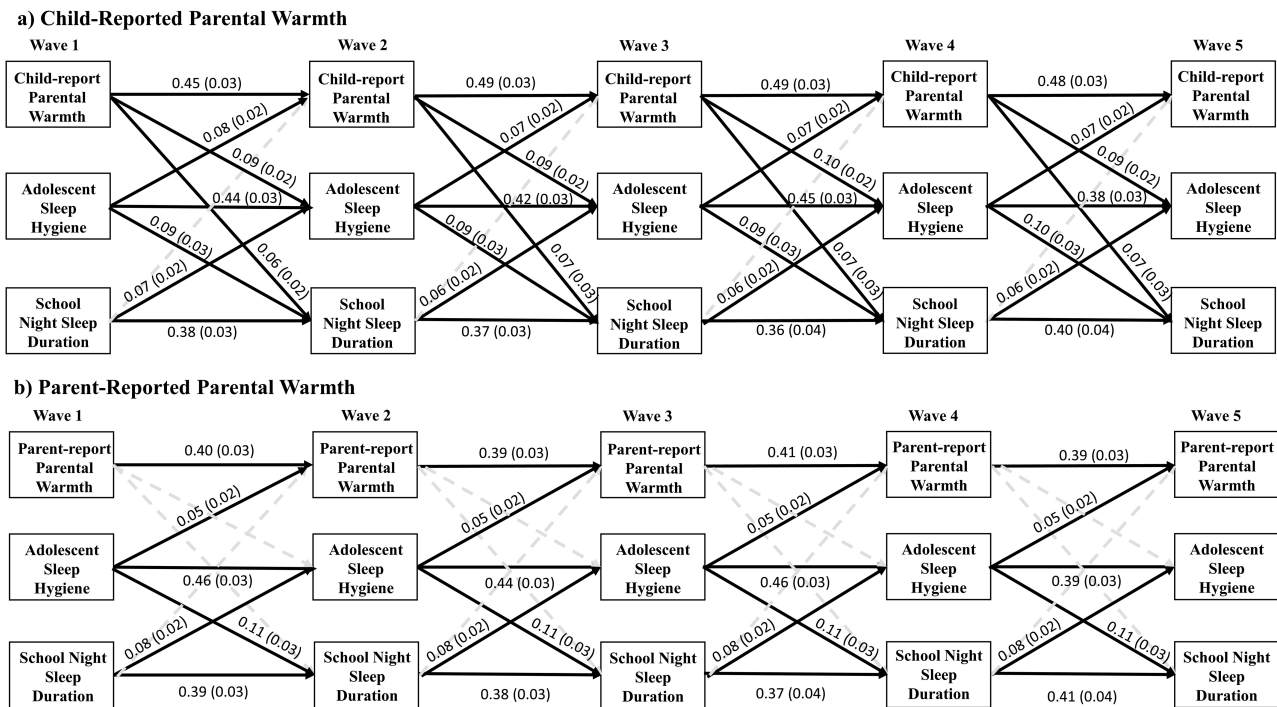 a) Child-Reported Parental Warmth
Wave 1
Wave 2
Wave 3
Wave 4
Wave 5
Child-report
Parental
Warmth
0.45 (0.03)
Child-report
Parental
Warmth
0.49 (0.03)
Child-report
Parental
Warmth
0.49 (0.03)
Child-report
Parental
Warmth
0.48 (0.03)
Child-report
Parental
Warmth
0.08 (0.02)
0.09 (0.02)
0.07 (0.02)
0.09 (0.02)
0.07 (0.02)
0.10 (0.02)
0.07 (0.02)
0.09 (0.02)
Adolescent
Sleep
Hygiene
0.44 (0.03)
Adolescent
Sleep
Hygiene
0.42 (0.03)
Adolescent
Sleep
Hygiene
0.45 (0.03)
Adolescent
Sleep
Hygiene
0.38 (0.03)
Adolescent
Sleep
Hygiene
0.09 (0.03)
0.06 (0.02)
0.07 (0.02)
0.09 (0.03)
0.07 (0.03)
0.06 (0.02)
0.09 (0.03)
0.07 (0.03)
0.06 (0.02)
0.10 (0.03)
0.07 (0.03)
0.06 (0.02)
School
Night Sleep
Duration
0.38 (0.03)
School
Night Sleep
Duration
0.37 (0.03)
School
Night Sleep
Duration
0.36 (0.04)
School
Night Sleep
Duration
0.40 (0.04)
School
Night Sleep
Duration
b) Parent-Reported Parental Warmth
Wave 1
Wave 2
Wave 3
Wave 4
Wave 5
Parent-report
Parental
Warmth
0.40 (0.03)
Parent-report
Parental
Warmth
0.39 (0.03)
Parent-report
Parental
Warmth
0.41 (0.03)
Parent-report
Parental
Warmth
0.39 (0.03)
Parent-report
Parental
Warmth
0.05 (0.02)
0.05 (0.02)
0.05 (0.02)
0.05 (0.02)
Adolescent
Sleep
Hygiene
0.46 (0.03)
Adolescent
Sleep
Hygiene
0.44 (0.03)
Adolescent
Sleep
Hygiene
0.46 (0.03)
Adolescent
Sleep
Hygiene
0.39 (0.03)
Adolescent
Sleep
Hygiene
0.08 (0.02)
0.11 (0.03)
0.08 (0.02)
0.11 (0.03)
0.08 (0.02)
0.11 (0.03)
0.08 (0.02)
0.11 (0.03)
School Night
Sleep
Duration
0.39 (0.03)
School Night
Sleep
Duration
0.38 (0.03)
School Night
Sleep
Duration
0.37 (0.04)
School Night
Sleep
Duration
0.41 (0.04)
School Night
Sleep
Duration